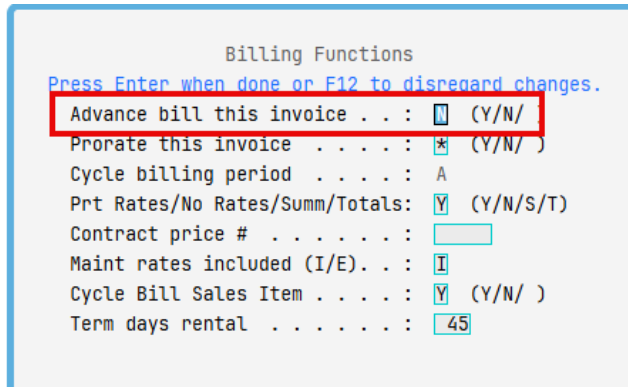 Billing Functions
Press Enter when done or F12 to disregard changes.
Advance bill this invoice . . : N (Y/N/ )
Prorate this invoice . . . . : * (Y/N/ )
Cycle billing period . . . . : A
Prt Rates/No Rates/Summ/Totals: Y (Y/N/S/T)
Contract price # . . . . . . :
Maint rates included (I/E). . : I
Cycle Bill Sales Item . . . . : Y (Y/N/ )
Term days rental . . . . . . : 45